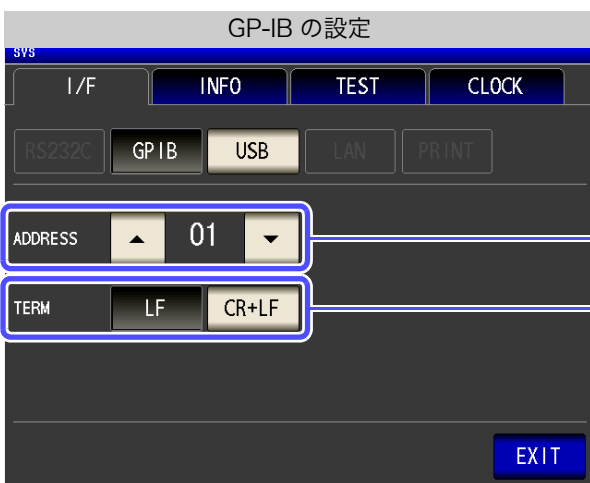 GP-IB の設定
SYS
I/F INFO TEST CLOCK
RS232C GPIB USB LAN PRINT
ADDRESS 01
TERM LF CR+LF
EXIT